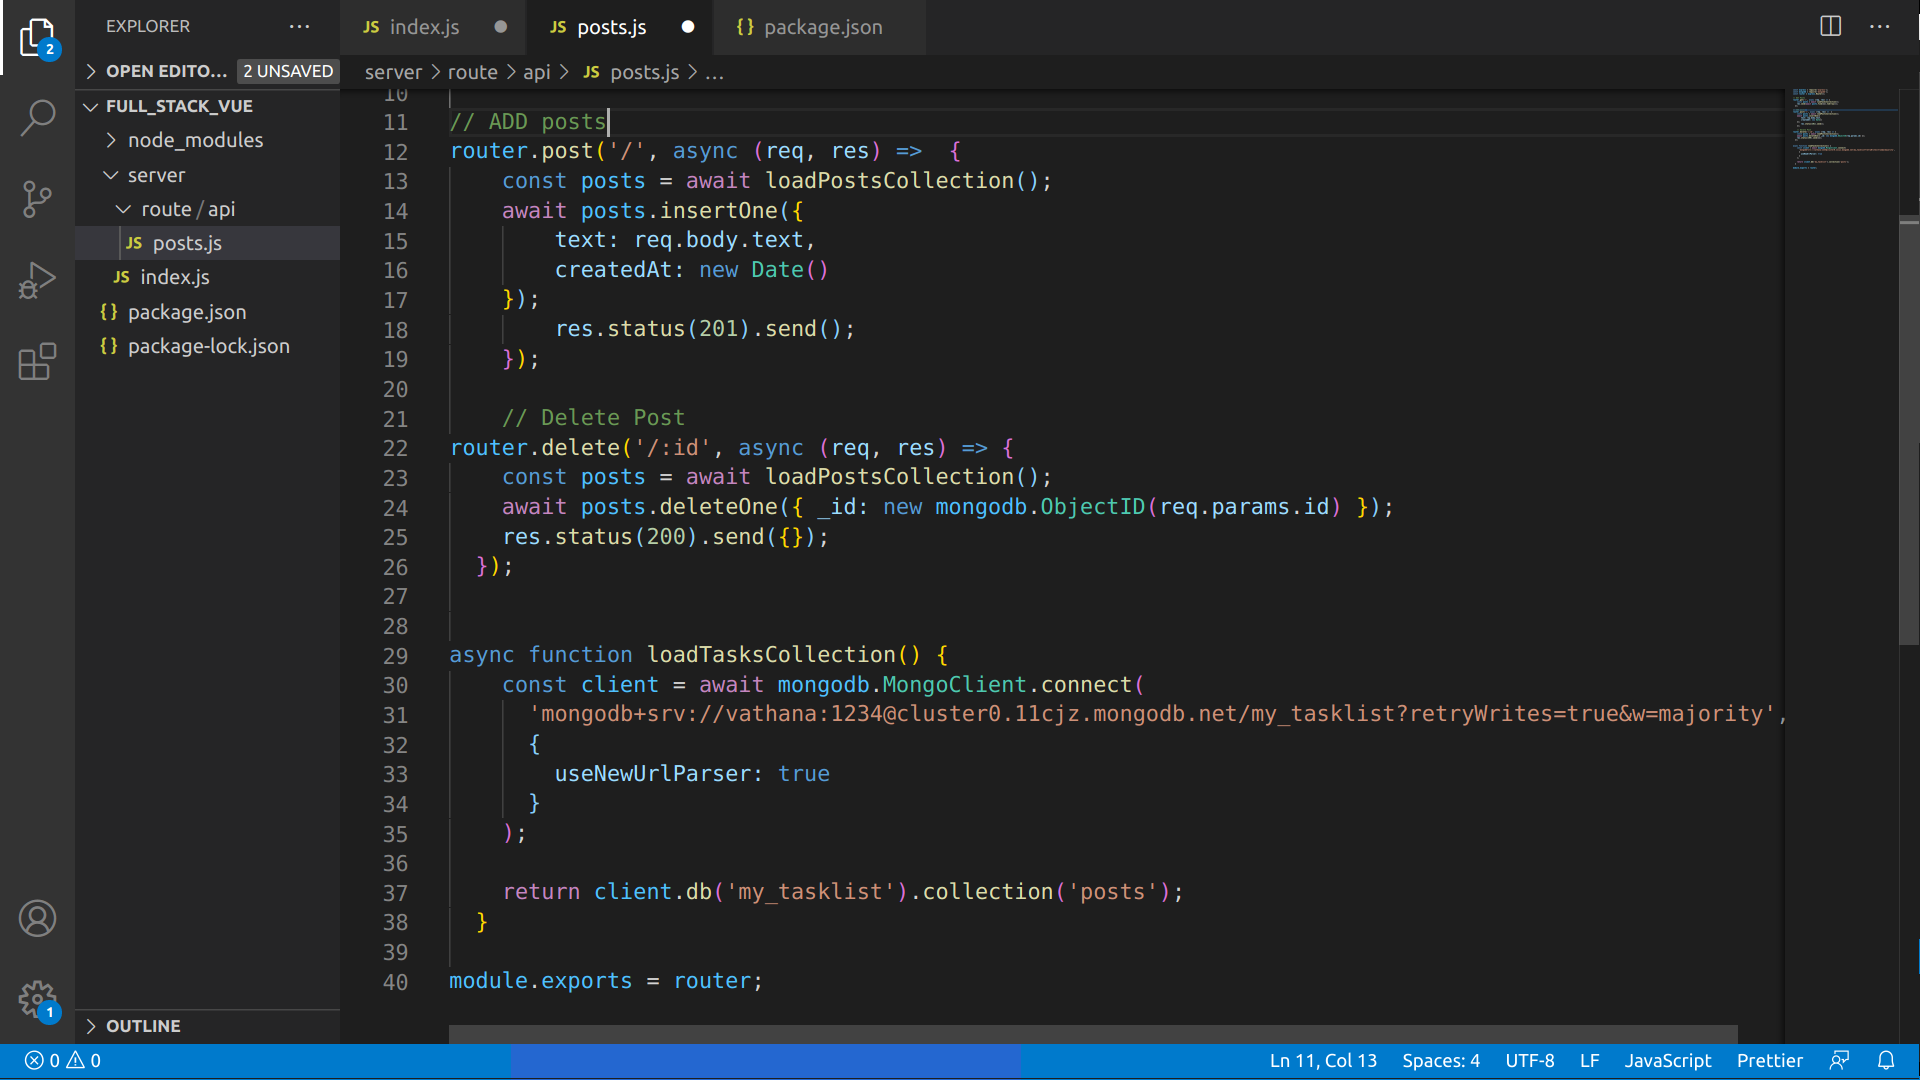 EXPLORER
JS index.js
JS posts.js
{} package.json
2
OPEN EDITO... 2 UNSAVED
server > route > api > JS posts.js > ...
FULL_STACK_VUE
node_modules
server
route / api
JS posts.js
JS index.js
{} package.json
{} package-lock.json
10
11 // ADD posts
12 router.post('/', async (req, res) =>  {
13     const posts = await loadPostsCollection();
14     await posts.insertOne({
15         text: req.body.text,
16         createdAt: new Date()
17     });
18         res.status(201).send();
19     });
20
21     // Delete Post
22 router.delete('/:id', async (req, res) => {
23     const posts = await loadPostsCollection();
24     await posts.deleteOne({ _id: new mongodb.ObjectID(req.params.id) });
25     res.status(200).send({});
26   });
27
28
29 async function loadTasksCollection() {
30     const client = await mongodb.MongoClient.connect(
31       'mongodb+srv://vathana:1234@cluster0.11cjz.mongodb.net/my_tasklist?retryWrites=true&w=majority',
32       {
33         useNewUrlParser: true
34       }
35     );
36
37     return client.db('my_tasklist').collection('posts');
38   }
39
40 module.exports = router;
1
OUTLINE
0 0
Ln 11, Col 13
Spaces: 4
UTF-8
LF
JavaScript
Prettier